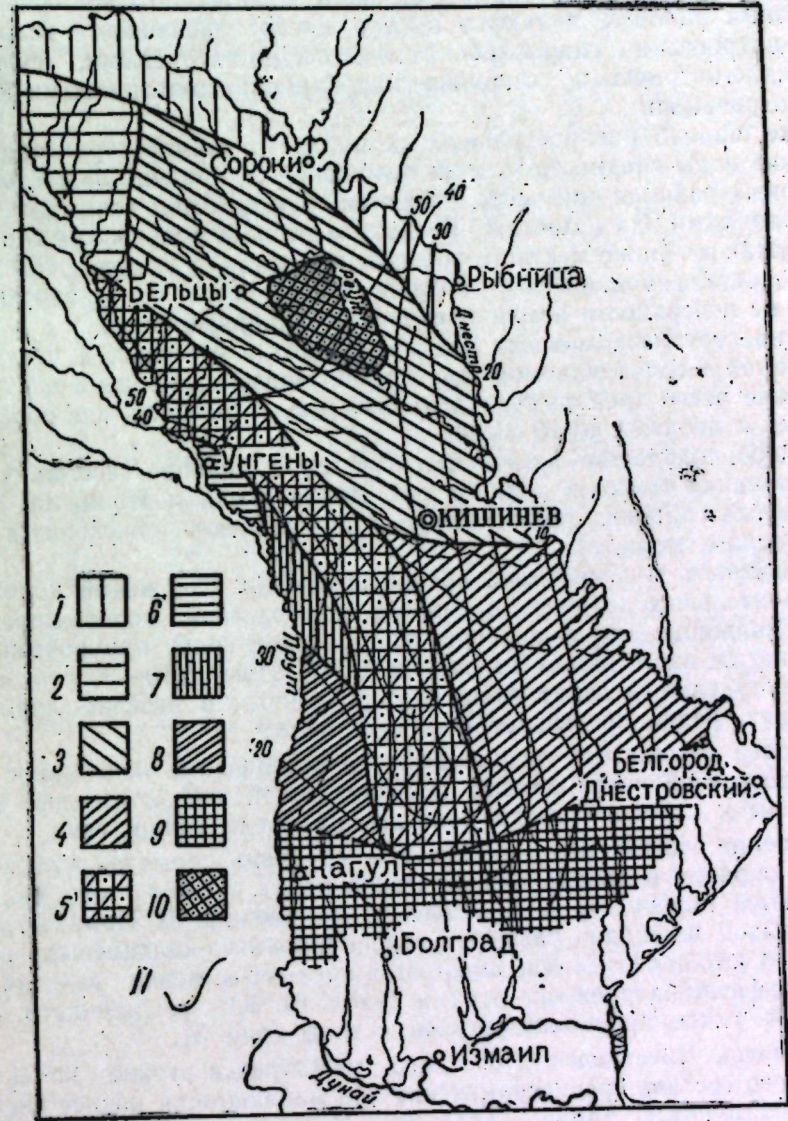 Сороки
50
40
30
Рыбница
Бельцы
Реут
Днестр
20
50
40
Унгены
КИШИНЕВ
10
1 6
2 7
3 8
4 9
5 10
11
Прут
30
20
Белгород
Днестровский
Кагул
Болград
Измаил
Дунай